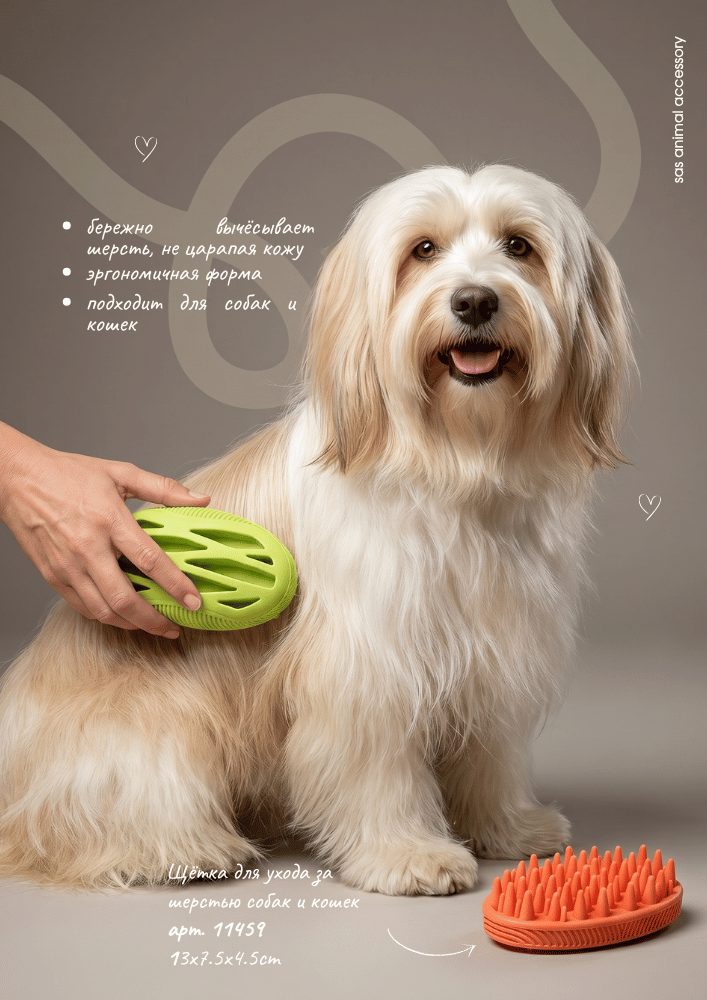 sas animal accessory
бережно вычёсывает
шерсть, не царапая кожу
эргономичная форма
подходит для собак и
кошек
Щётка для ухода за
шерстью собак и кошек
арт. 11459
13x7.5x4.5cm